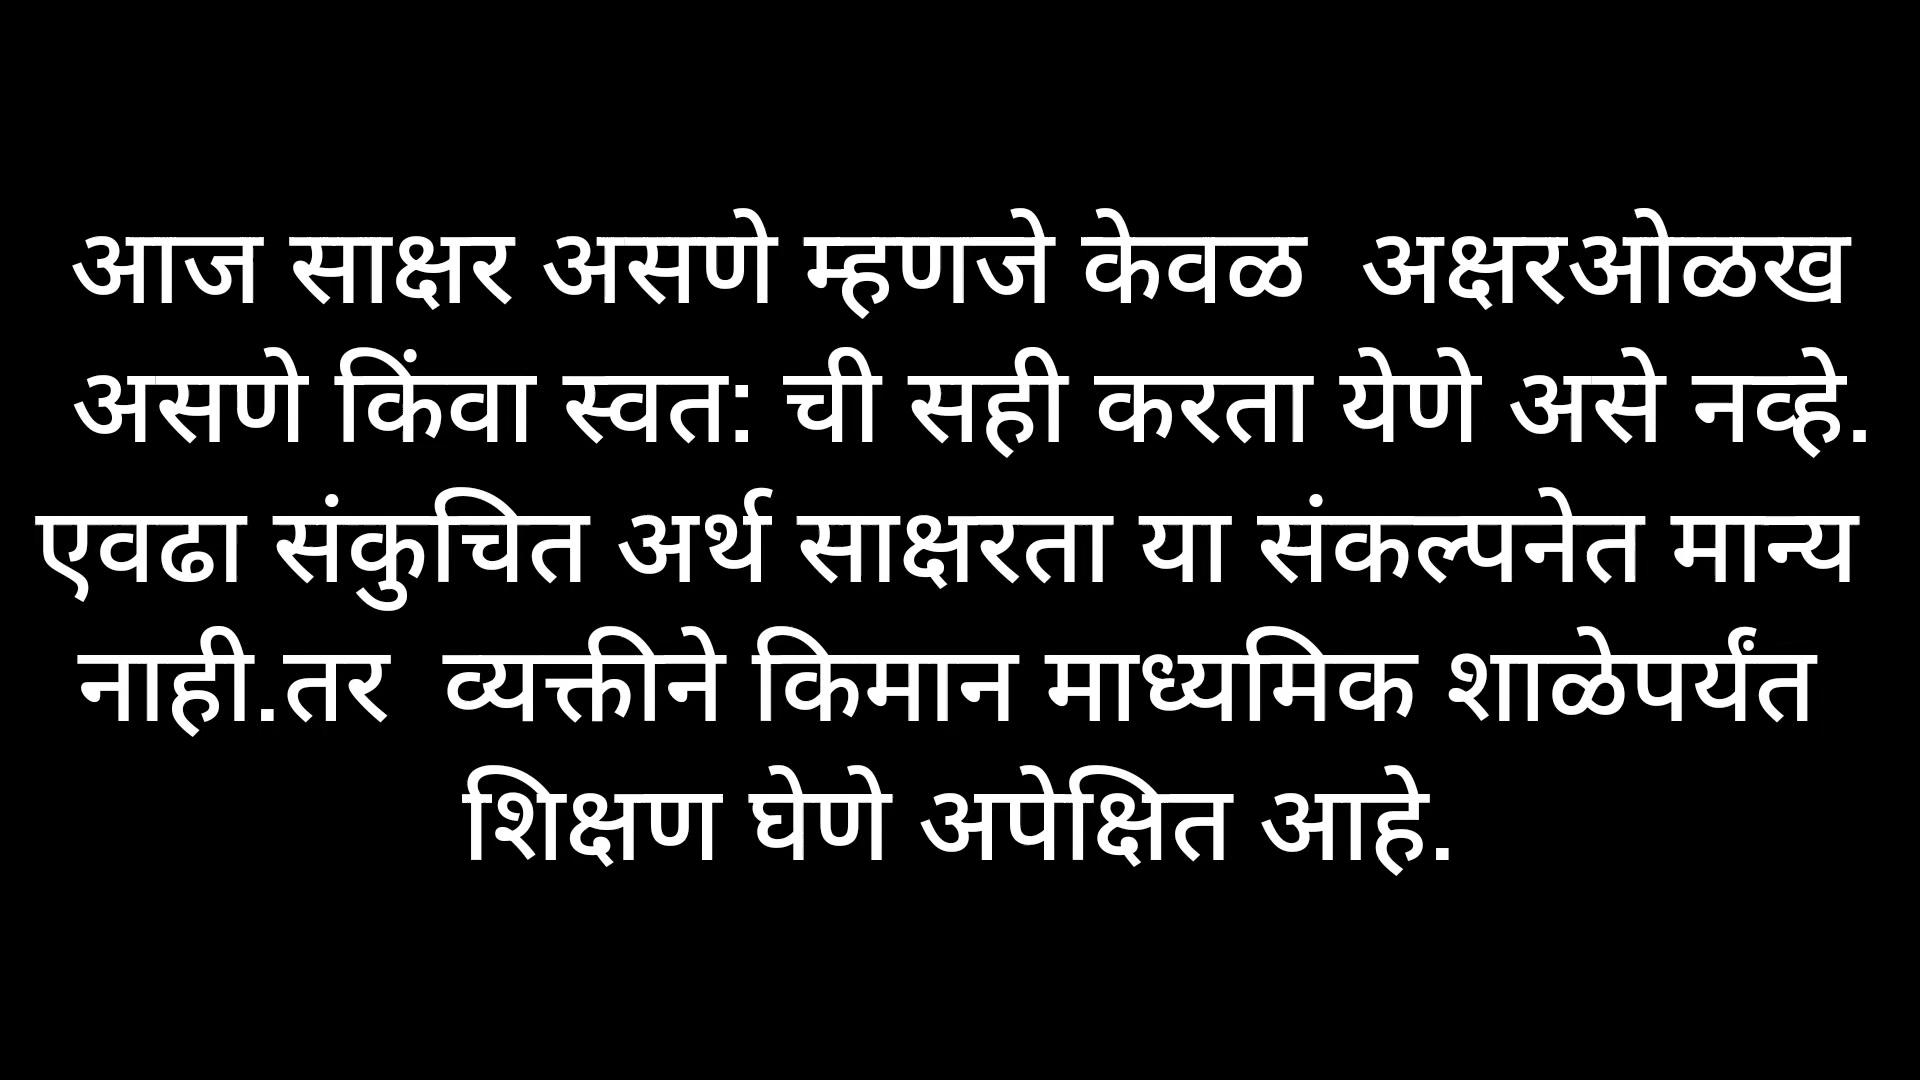 आज साक्षर असणे म्हणजे केवळ  अक्षरओळख
असणे किंवा स्वत: ची सही करता येणे असे नव्हे.
एवढा संकुचित अर्थ साक्षरता या संकल्पनेत मान्य
नाही.तर  व्यक्तीने किमान माध्यमिक शाळेपर्यंत
शिक्षण घेणे अपेक्षित आहे.